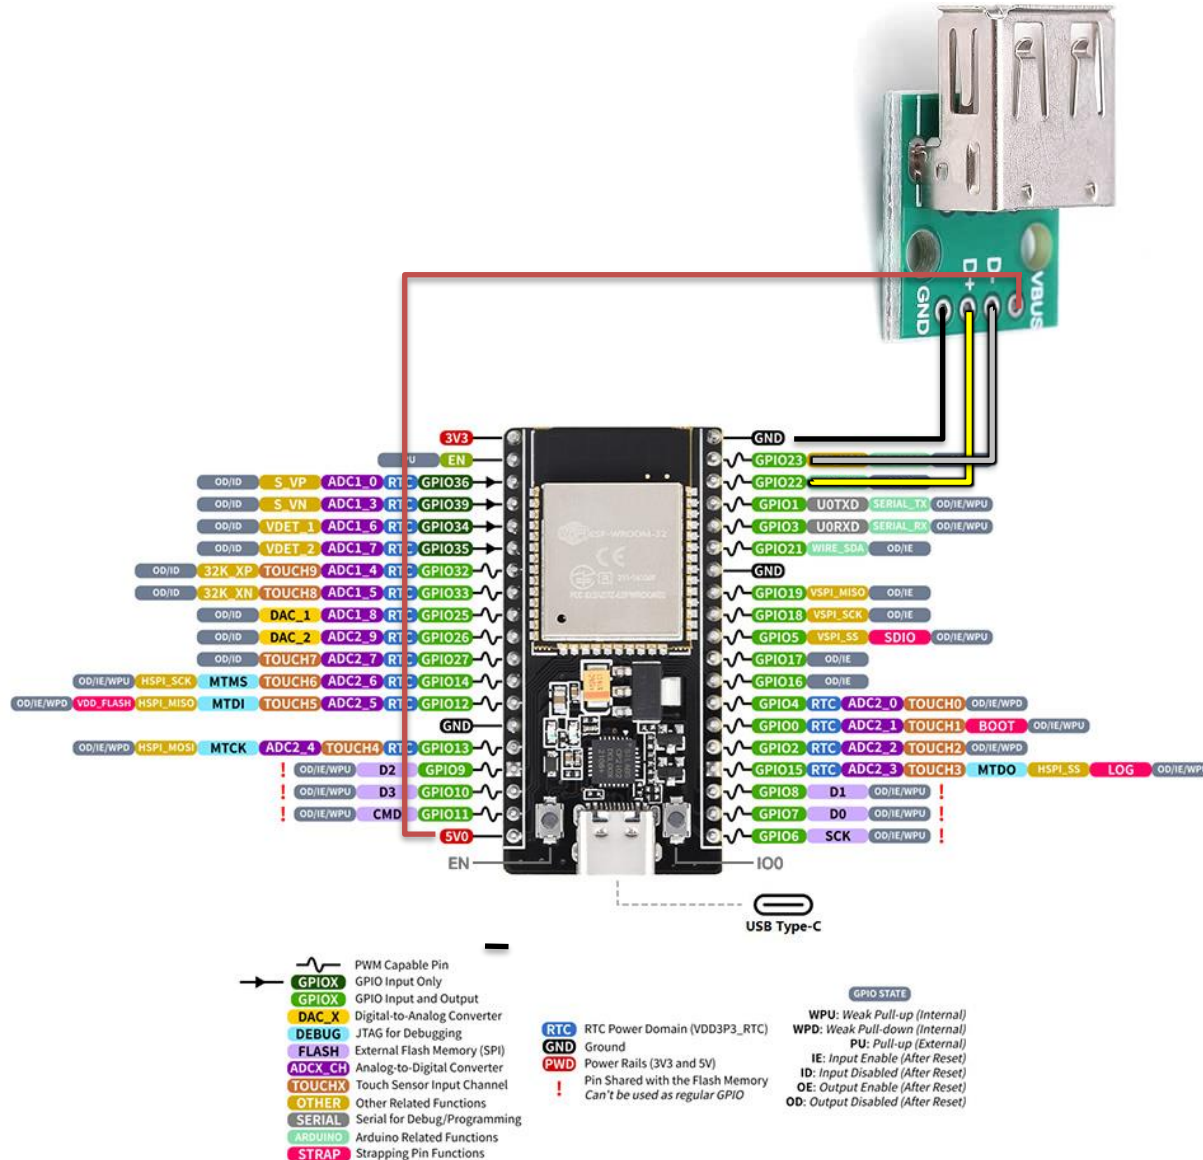 GND
D+
D-
VBUS
3V3 GND
EN GPIO23
OD/ID S_VP ADC1_0 RTC GPIO36 GPIO22
OD/ID S_VN ADC1_3 RTC GPIO39 GPIO1 U0TXD SERIAL_TX OD/IE/WPU
OD/ID VDET_1 ADC1_6 RTC GPIO34 GPIO3 U0RXD SERIAL_RX OD/IE/WPU
OD/ID VDET_2 ADC1_7 RTC GPIO35 GPIO21 WIRE_SDA OD/IE
OD/ID 32K_XP TOUCH9 ADC1_4 RTC GPIO32 GND
OD/ID 32K_XN TOUCH8 ADC1_5 RTC GPIO33 GPIO19 VSPI_MISO OD/IE
OD/ID DAC_1 ADC1_8 RTC GPIO25 GPIO18 VSPI_SCK OD/IE
OD/ID DAC_2 ADC2_9 RTC GPIO26 GPIO5 VSPI_SS SDIO OD/IE/WPU
OD/ID TOUCH7 ADC2_7 RTC GPIO27 GPIO17 OD/IE
OD/IE/WPU HSPI_SCK MTMS TOUCH6 ADC2_6 RTC GPIO14 GPIO16 OD/IE
OD/IE/WPD VDD_FLASH HSPI_MISO MTDI TOUCH5 ADC2_5 RTC GPIO12 GPIO4 RTC ADC2_0 TOUCH0 OD/IE/WPD
GND GPIO0 RTC ADC2_1 TOUCH1 BOOT OD/IE/WPU
OD/IE/WPD HSPI_MOSI MTCK ADC2_4 TOUCH4 RTC GPIO13 GPIO2 RTC ADC2_2 TOUCH2 OD/IE/WPD
! OD/IE/WPU D2 GPIO9 GPIO15 RTC ADC2_3 TOUCH3 MTDO HSPI_SS LOG OD/IE/WPU
! OD/IE/WPU D3 GPIO10 GPIO8 D1 OD/IE/WPU !
! OD/IE/WPU CMD GPIO11 GPIO7 D0 OD/IE/WPU !
5V0 GPIO6 SCK OD/IE/WPU !
EN IO0
ESP-WROOM-32
CE
USB Type-C
PWM Capable Pin
GPIOX GPIO Input Only
GPIOX GPIO Input and Output
DAC_X Digital-to-Analog Converter
DEBUG JTAG for Debugging
FLASH External Flash Memory (SPI)
ADCX_CH Analog-to-Digital Converter
TOUCHX Touch Sensor Input Channel
OTHER Other Related Functions
SERIAL Serial for Debug/Programming
ARDUINO Arduino Related Functions
STRAP Strapping Pin Functions
RTC RTC Power Domain (VDD3P3_RTC)
GND Ground
PWD Power Rails (3V3 and 5V)
! Pin Shared with the Flash Memory
Can't be used as regular GPIO
GPIO STATE
WPU: Weak Pull-up (Internal)
WPD: Weak Pull-down (Internal)
PU: Pull-up (External)
IE: Input Enable (After Reset)
ID: Input Disabled (After Reset)
OE: Output Enable (After Reset)
OD: Output Disabled (After Reset)